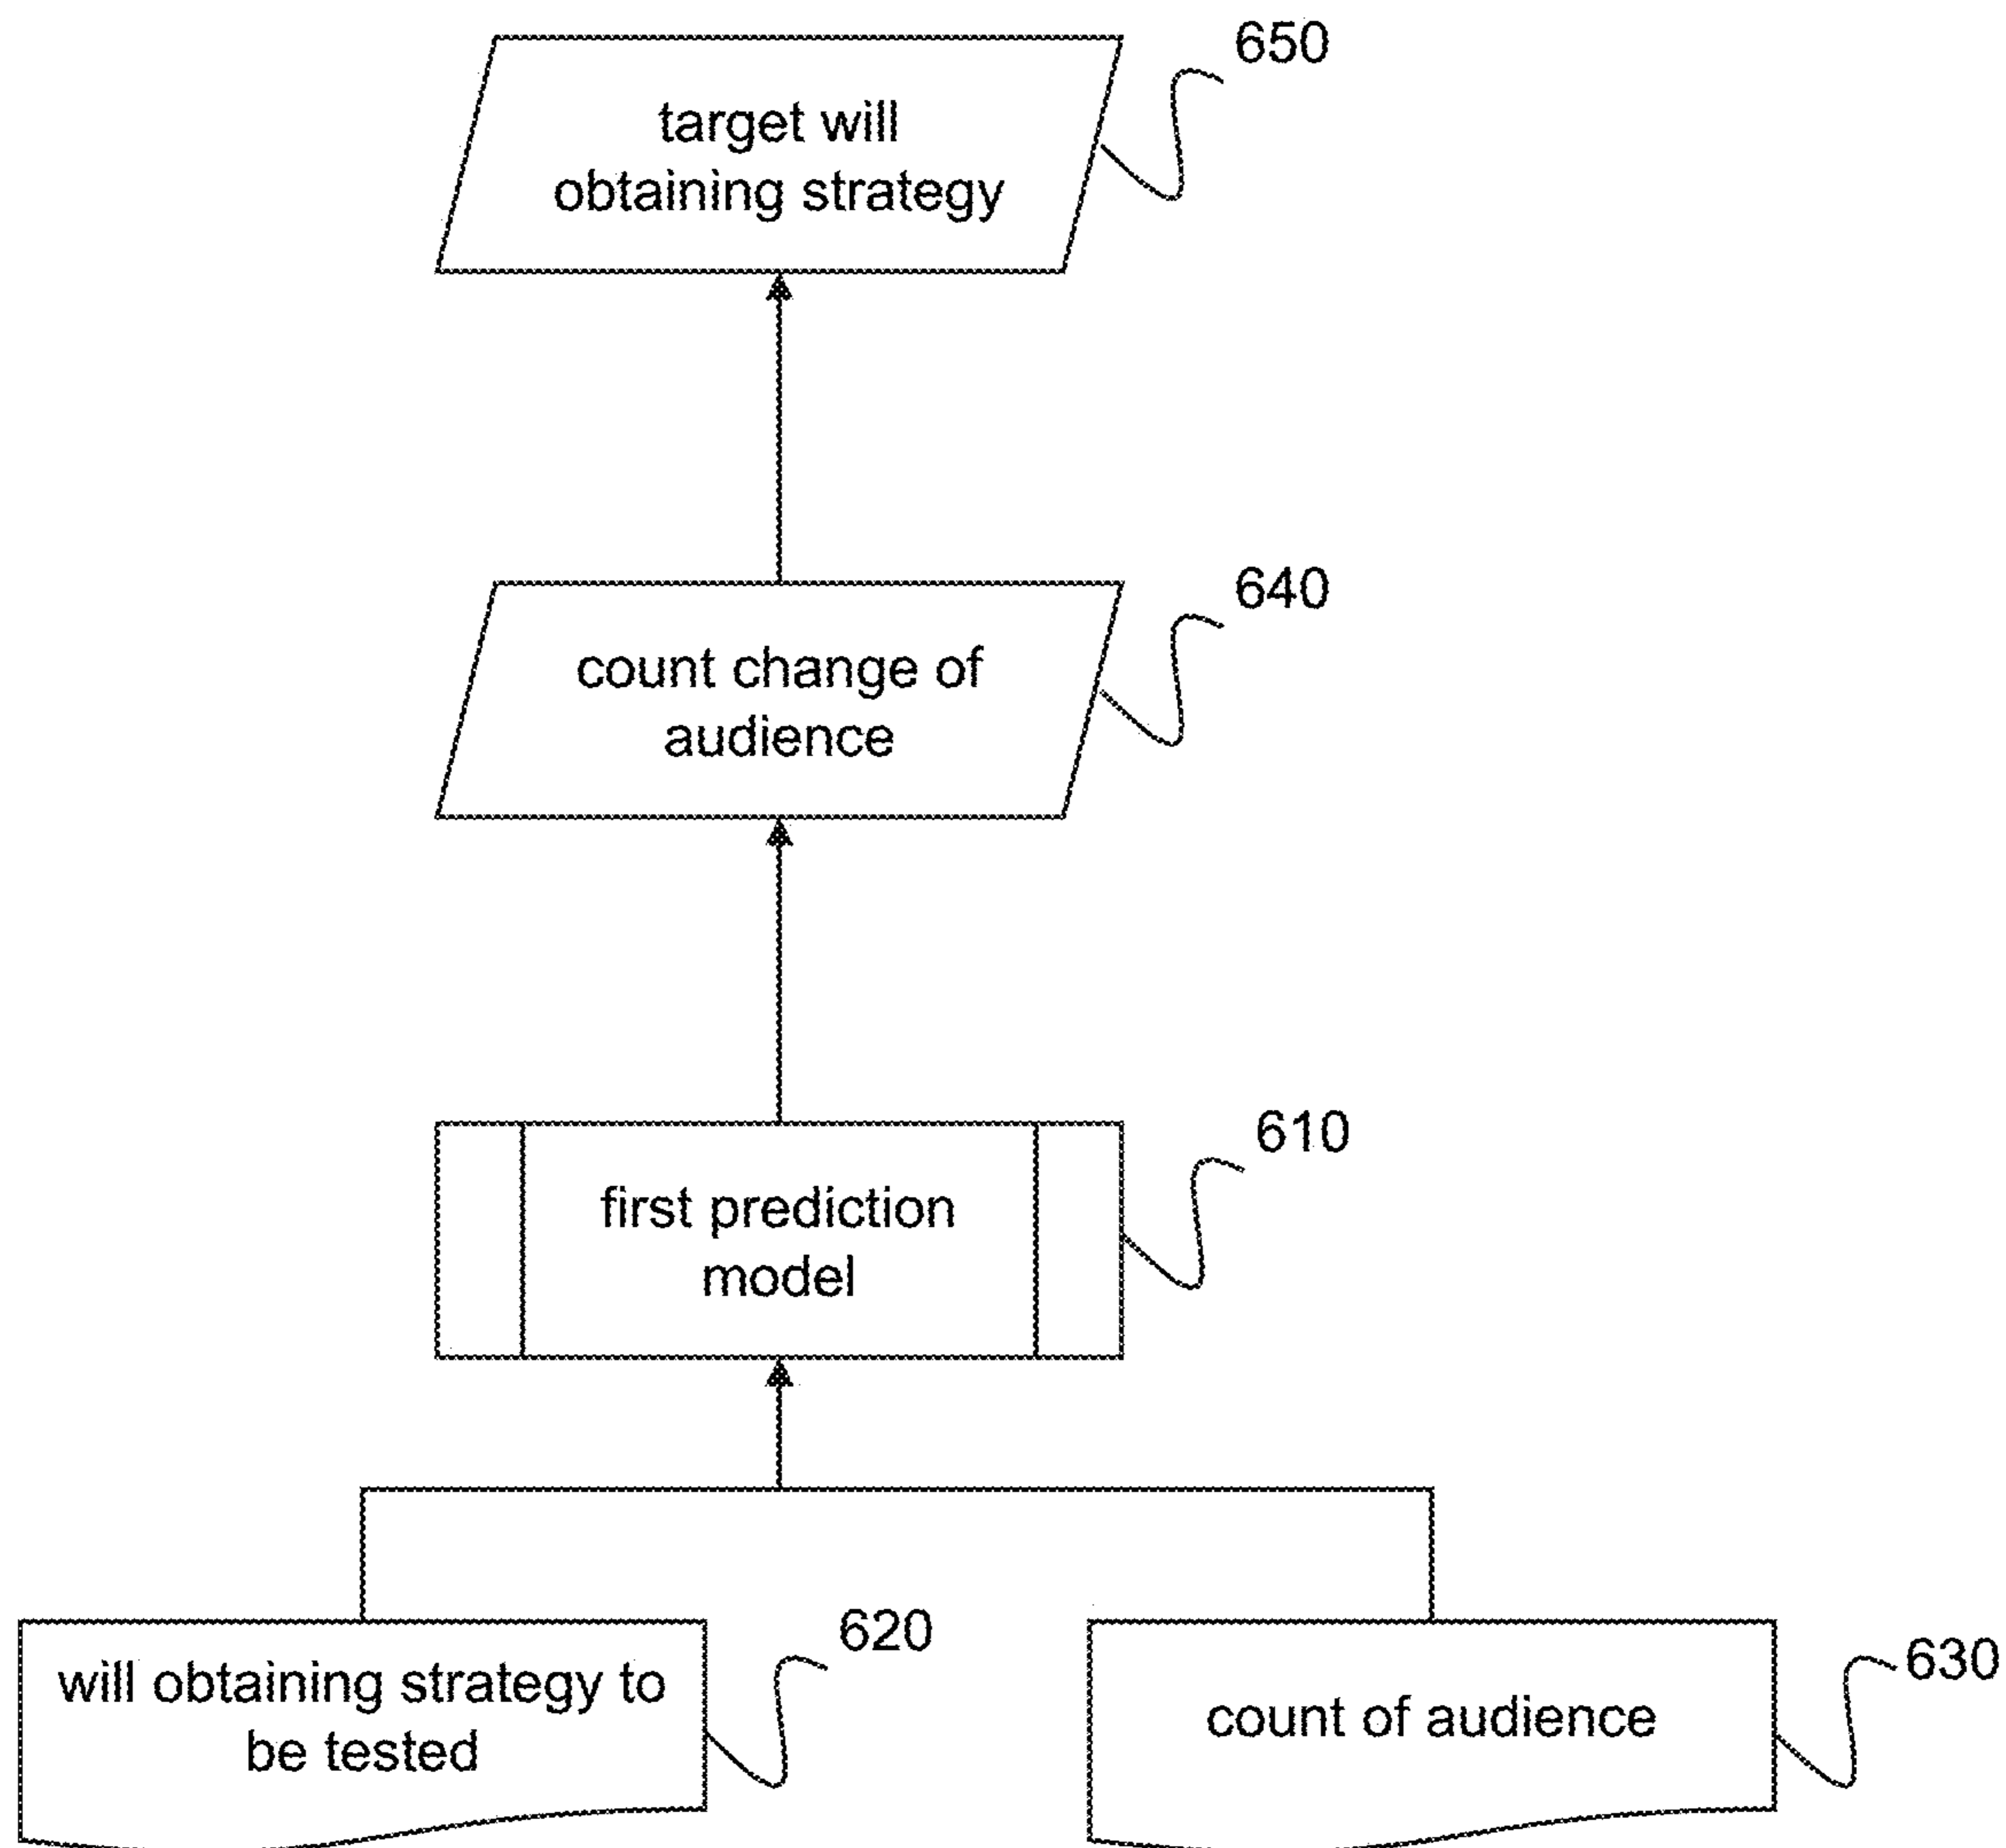 650
target will
obtaining strategy
640
count change of
audience
610
first prediction
model
620
will obtaining strategy to
be tested
630
count of audience